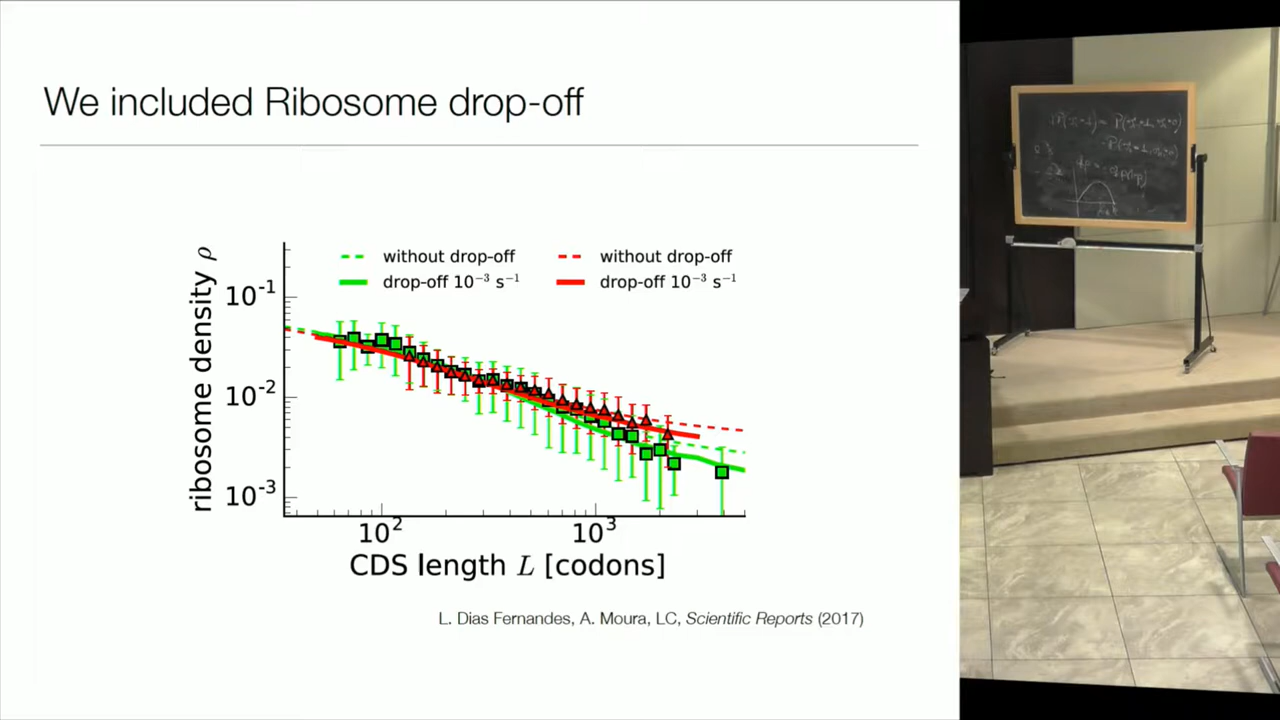 We included Ribosome drop-off
without drop-off
drop-off 10⁻³ s⁻¹
without drop-off
drop-off 10⁻³ s⁻¹
ribosome density ρ
10⁻¹
10⁻²
10⁻³
10²
10³
CDS length L [codons]
L. Dias Fernandes, A. Moura, LC, Scientific Reports (2017)